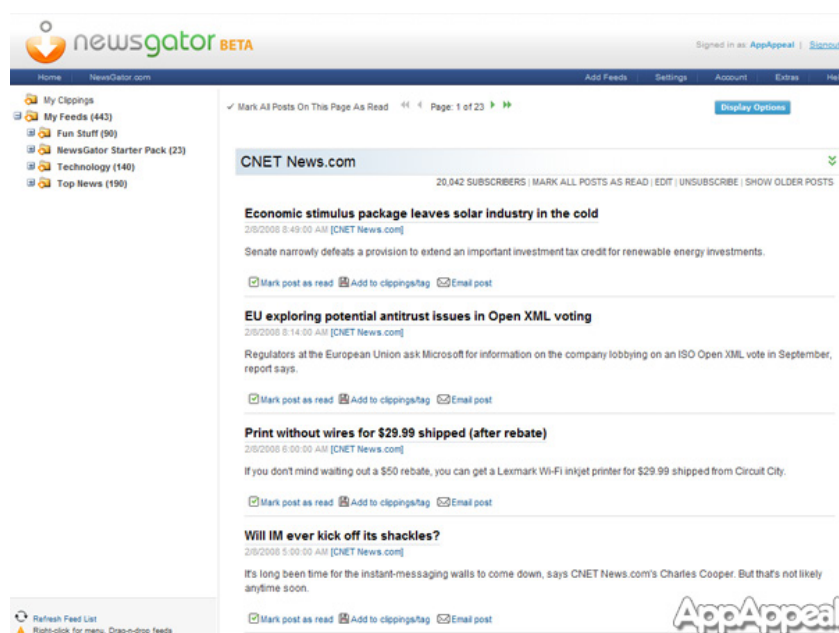 newsgator BETA
Signed in as: AppAppeal | Signout
Home NewsGator.com Add Feeds Settings Account Extras
My Clippings
My Feeds (443)
Fun Stuff (90)
NewsGator Starter Pack (23)
Technology (140)
Top News (190)
Mark All Posts On This Page As Read Page: 1 of 23 Display Options
CNET News.com
20,042 SUBSCRIBERS | MARK ALL POSTS AS READ | EDIT | UNSUBSCRIBE | SHOW OLDER POSTS
Economic stimulus package leaves solar industry in the cold
2/8/2008 8:49:00 AM [CNET News.com]
Senate narrowly defeats a provision to extend an important investment tax credit for renewable energy investments.
Mark post as read Add to clippings/tag Email post
EU exploring potential antitrust issues in Open XML voting
2/8/2008 8:14:00 AM [CNET News.com]
Regulators at the European Union ask Microsoft for information on the company lobbying on an ISO Open XML vote in September,
report says.
Mark post as read Add to clippings/tag Email post
Print without wires for $29.99 shipped (after rebate)
2/8/2008 6:00:00 AM [CNET News.com]
If you don't mind waiting out a $50 rebate, you can get a Lexmark Wi-Fi inkjet printer for $29.99 shipped from Circuit City.
Mark post as read Add to clippings/tag Email post
Will IM ever kick off its shackles?
2/8/2008 5:00:00 AM [CNET News.com]
It's long been time for the instant-messaging walls to come down, says CNET News.com's Charles Cooper. But that's not likely
anytime soon.
Mark post as read Add to clippings/tag Email post
Refresh Feed List
Right-click for menu. Drag-n-drop feeds
AppAppeal